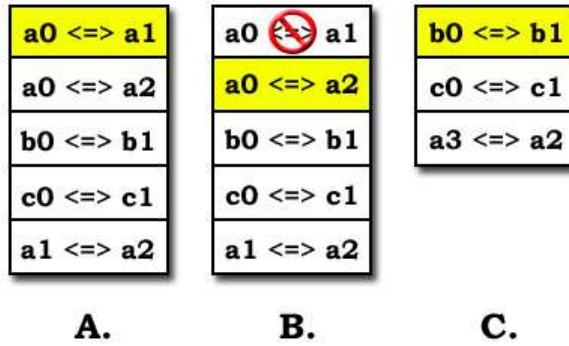 a0 <=> a1
a0 <=> a2
b0 <=> b1
c0 <=> c1
a1 <=> a2
A.
a0 <=> a1
a0 <=> a2
b0 <=> b1
c0 <=> c1
a1 <=> a2
B.
b0 <=> b1
c0 <=> c1
a3 <=> a2
C.